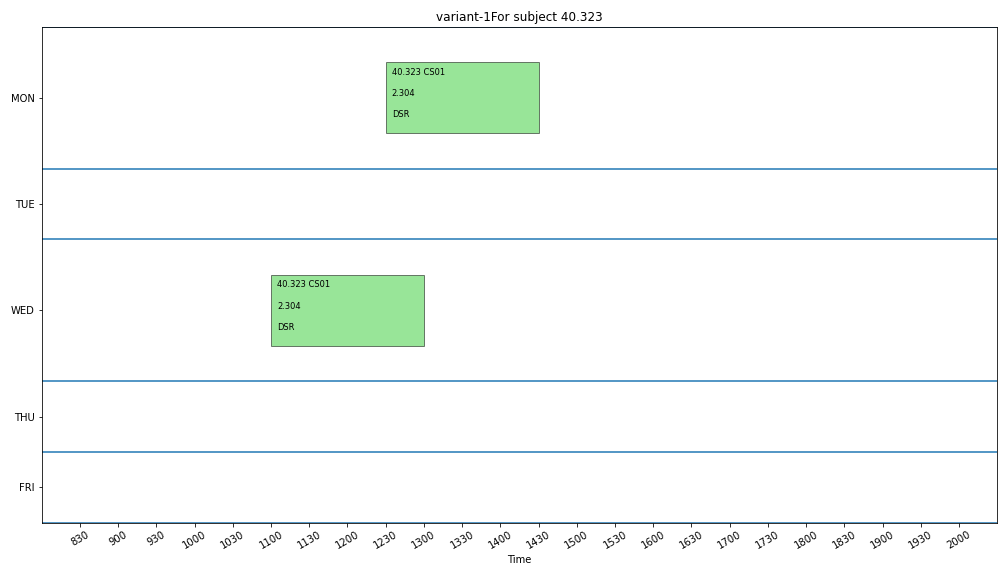 variant-1For subject 40.323
MON
40.323 CS01
2.304
DSR
TUE
WED
40.323 CS01
2.304
DSR
THU
FRI
830 900 930 1000 1030 1100 1130 1200 1230 1300 1330 1400 1430 1500 1530 1600 1630 1700 1730 1800 1830 1900 1930 2000
Time